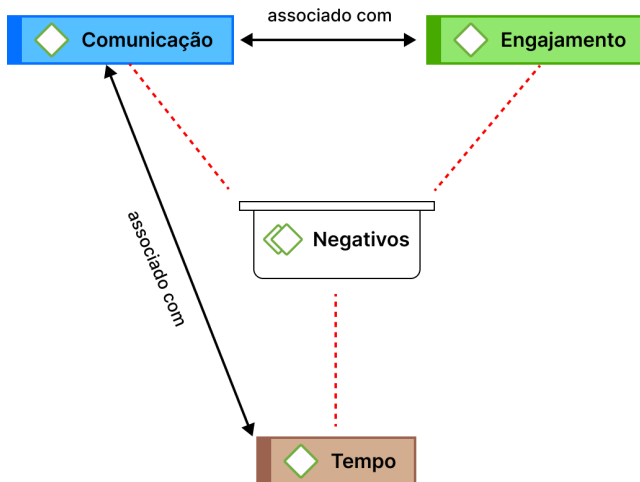 associado com
Comunicação
Engajamento
Negativos
associado com
Tempo